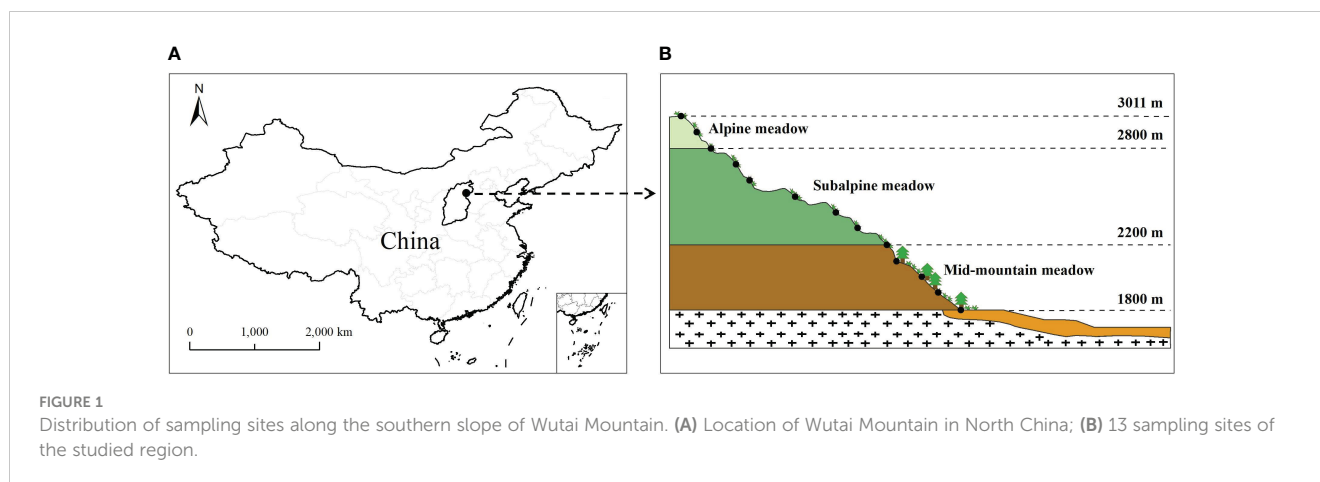 A
B
N
China
0 1,000 2,000 km
3011 m
Alpine meadow
2800 m
Subalpine meadow
2200 m
Mid-mountain meadow
1800 m
FIGURE 1
Distribution of sampling sites along the southern slope of Wutai Mountain. (A) Location of Wutai Mountain in North China; (B) 13 sampling sites of
the studied region.